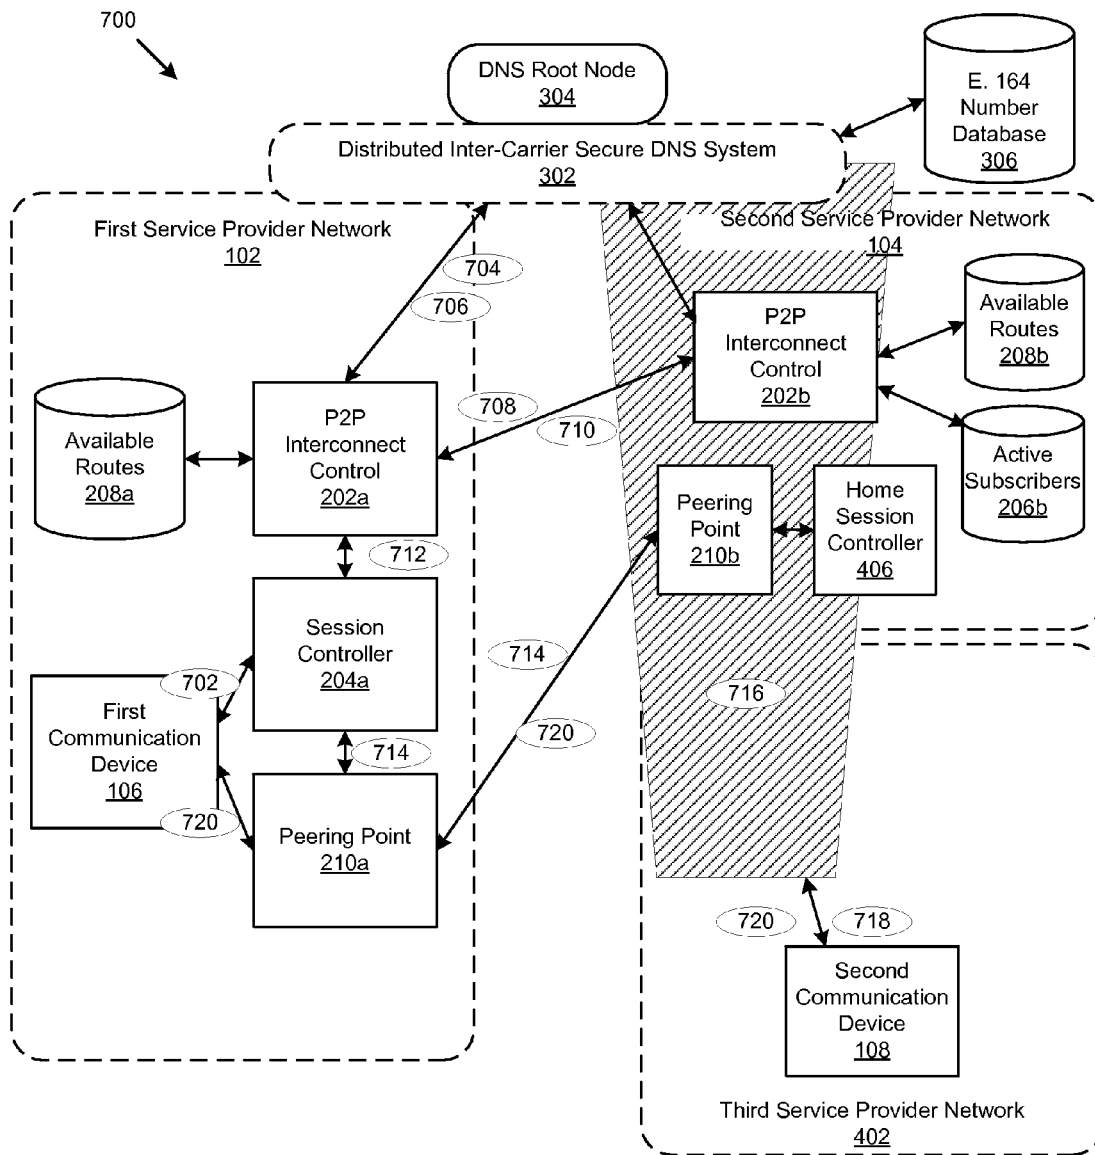 700
DNS Root Node
304
E. 164
Number
Database
306
Distributed Inter-Carrier Secure DNS System
302
First Service Provider Network
102
Second Service Provider Network
104
704
706
P2P
Interconnect
Control
202b
Available
Routes
208b
P2P
Interconnect
Control
202a
708
710
Available
Routes
208a
Active
Subscribers
206b
Peering
Point
210b
Home
Session
Controller
406
712
Session
Controller
204a
714
702
716
First
Communication
Device
106
720
714
720
Peering Point
210a
720
718
Second
Communication
Device
108
Third Service Provider Network
402